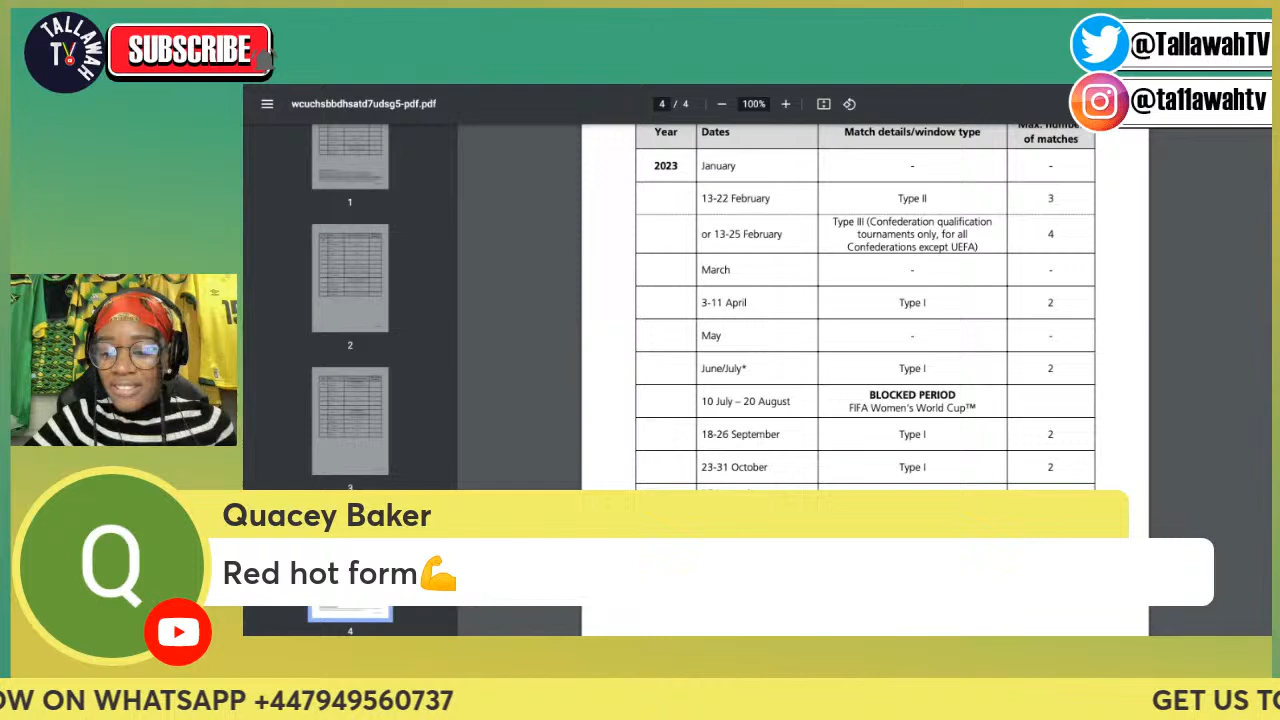 TALLAWAH
TV
SUBSCRIBE
@TallawahTV
@ta11awahtv
wcuchsbbdhsatd7udsg5-pdf.pdf
4 / 4
100%
1
2
3
4
Year Dates Match details/window type Max. number of matches
2023 January - -
13-22 February Type II 3
or 13-25 February Type III (Confederation qualification
tournaments only, for all
Confederations except UEFA) 4
March - -
3-11 April Type I 2
May - -
June/July* Type I 2
10 July – 20 August BLOCKED PERIOD
FIFA Women's World Cup™
18-26 September Type I 2
23-31 October Type I 2
15
Q
Quacey Baker
Red hot form💪
OW ON WHATSAPP +447949560737
GET US TO